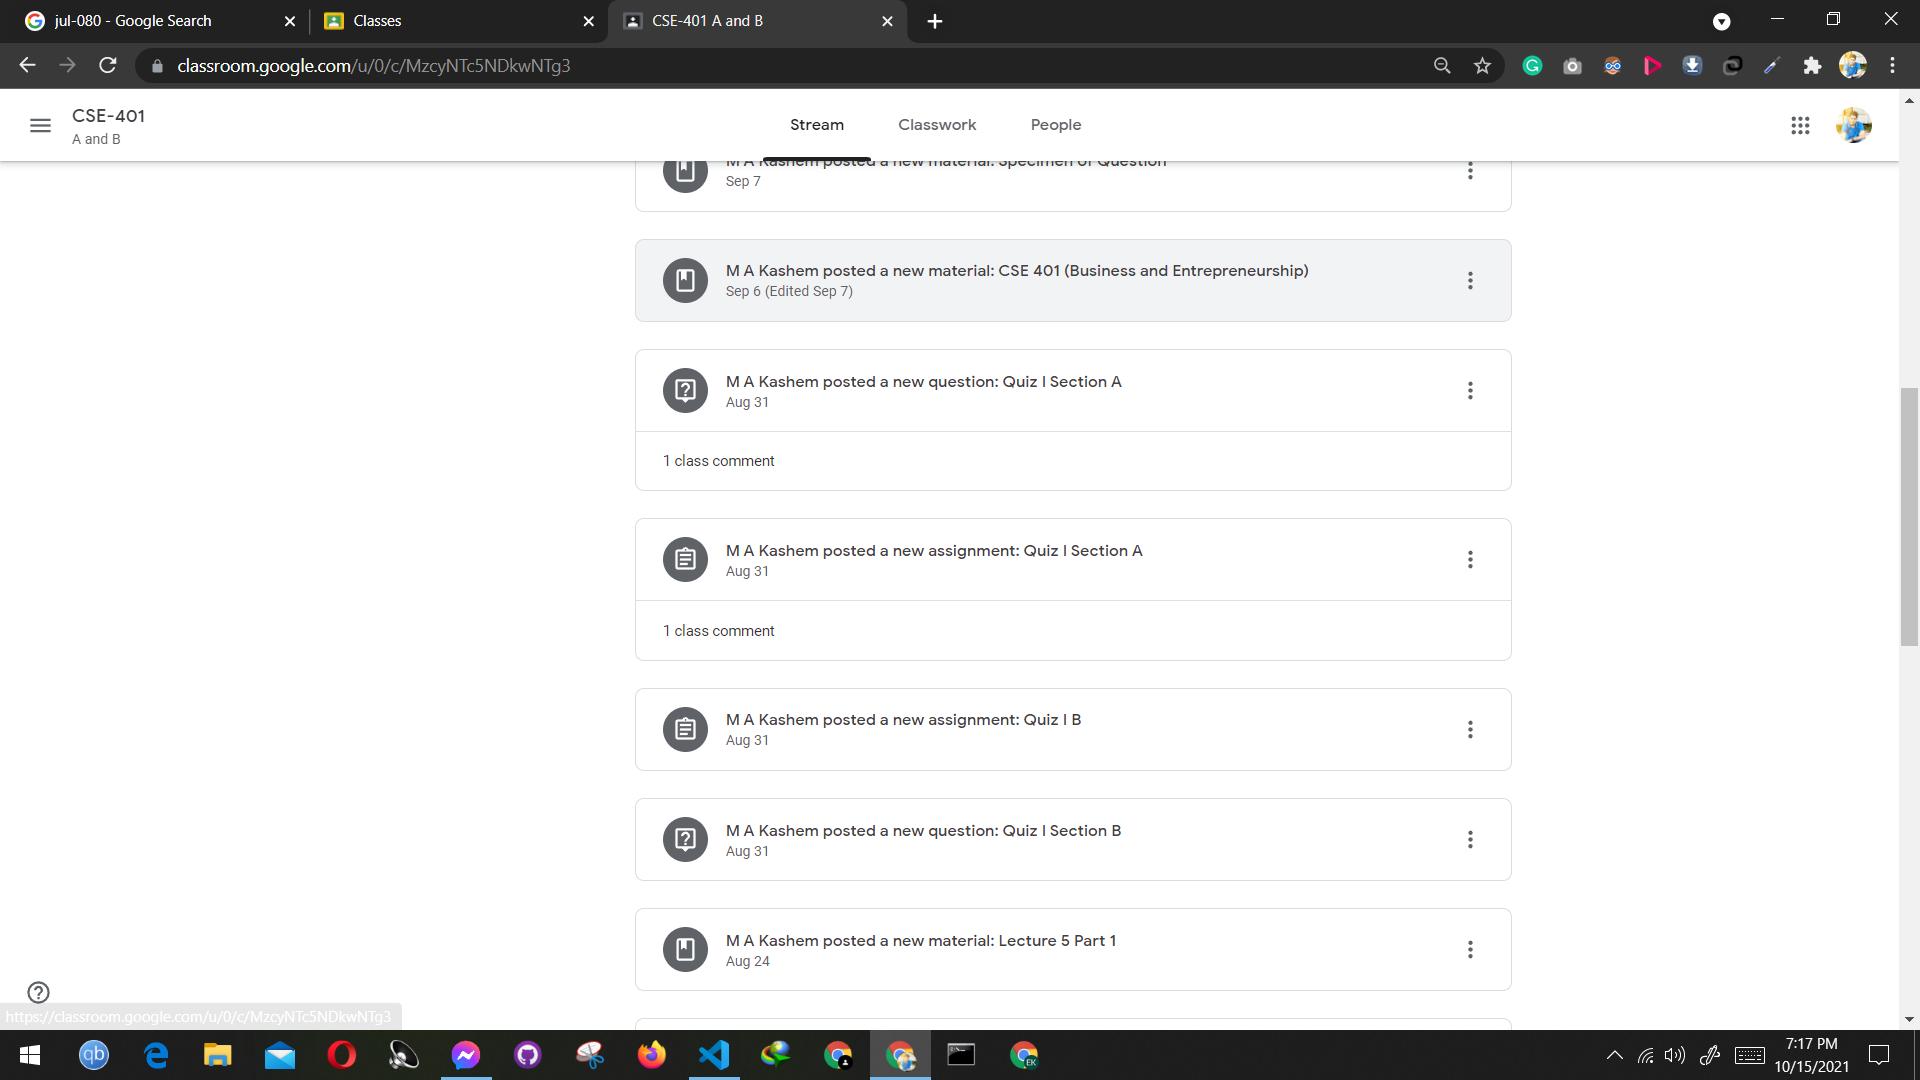 jul-080 - Google Search
Classes
CSE-401 A and B
classroom.google.com/u/0/c/MzcyNTc5NDkwNTg3
CSE-401
A and B
Stream
Classwork
People
M A Kashem posted a new material: Specimen of Question
Sep 7
M A Kashem posted a new material: CSE 401 (Business and Entrepreneurship)
Sep 6 (Edited Sep 7)
M A Kashem posted a new question: Quiz I Section A
Aug 31
1 class comment
M A Kashem posted a new assignment: Quiz I Section A
Aug 31
1 class comment
M A Kashem posted a new assignment: Quiz I B
Aug 31
M A Kashem posted a new question: Quiz I Section B
Aug 31
M A Kashem posted a new material: Lecture 5 Part 1
Aug 24
https://classroom.google.com/u/0/c/MzcyNTc5NDkwNTg3
qb
EK
7:17 PM
10/15/2021